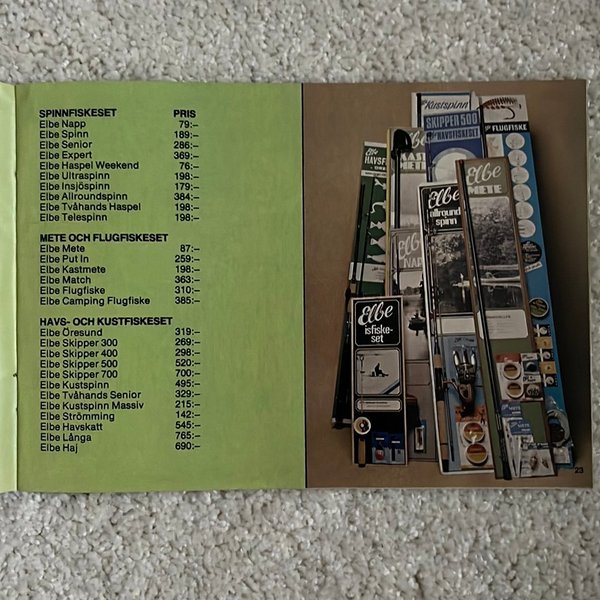 SPINNFISKESET PRIS
Elbe Napp 79:–
Elbe Spinn 189:–
Elbe Senior 286:–
Elbe Expert 369:–
Elbe Haspel Weekend 76:–
Elbe Ultraspinn 198:–
Elbe Insjöspinn 179:–
Elbe Allroundspinn 384:–
Elbe Tvåhands Haspel 198:–
Elbe Telespinn 198:–
METE OCH FLUGFISKESET
Elbe Mete 87:–
Elbe Put In 259:–
Elbe Kastmete 198:–
Elbe Match 363:–
Elbe Flugfiske 310:–
Elbe Camping Flugfiske 385:–
HAVS- OCH KUSTFISKESET
Elbe Öresund 319:–
Elbe Skipper 300 269:–
Elbe Skipper 400 298:–
Elbe Skipper 500 520:–
Elbe Skipper 700 700:–
Elbe Kustspinn 495:–
Elbe Tvåhands Senior 329:–
Elbe Kustspinn Massiv 215:–
Elbe Strömming 142:–
Elbe Havskatt 545:–
Elbe Långa 765:–
Elbe Haj 690:–
Kustspinn
SKIPPER 500
HAVSFISKESET
FLUGFISKE
Elbe
METE
Elbe
allround
spinn
Elbe
isfiske-
set
23